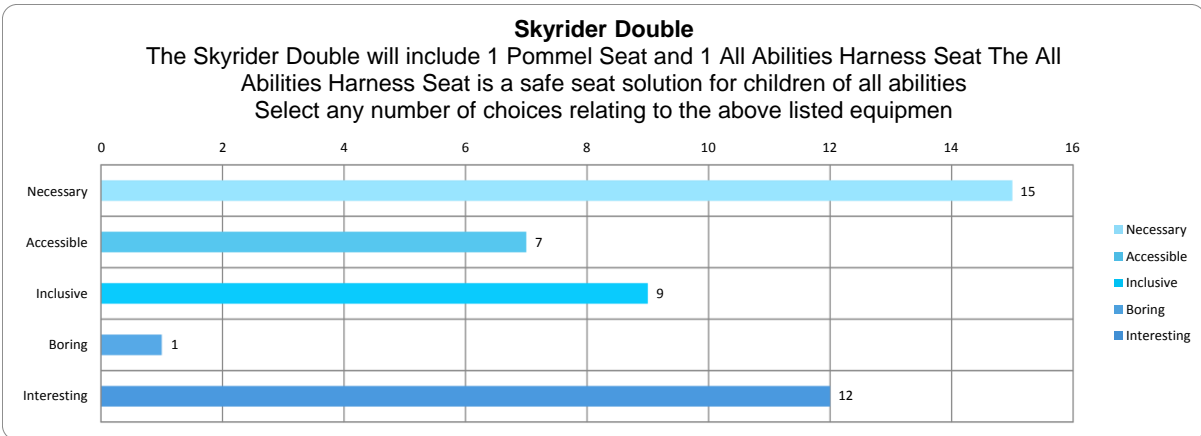 Skyrider Double
The Skyrider Double will include 1 Pommel Seat and 1 All Abilities Harness Seat The All
Abilities Harness Seat is a safe seat solution for children of all abilities
Select any number of choices relating to the above listed equipmen
0 2 4 6 8 10 12 14 16
Necessary 15
Accessible 7
Inclusive 9
Boring 1
Interesting 12
Necessary
Accessible
Inclusive
Boring
Interesting